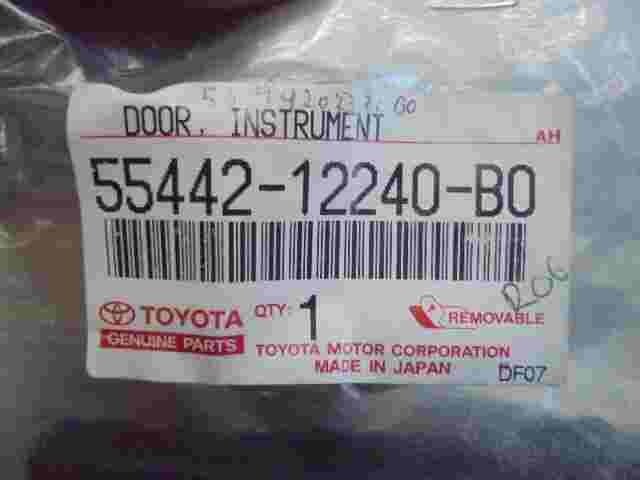 DOOR, INSTRUMENT
AH
55442-12240-B0
TOYOTA
GENUINE PARTS
QTY: 1
REMOVABLE
TOYOTA MOTOR CORPORATION
MADE IN JAPAN
DF07